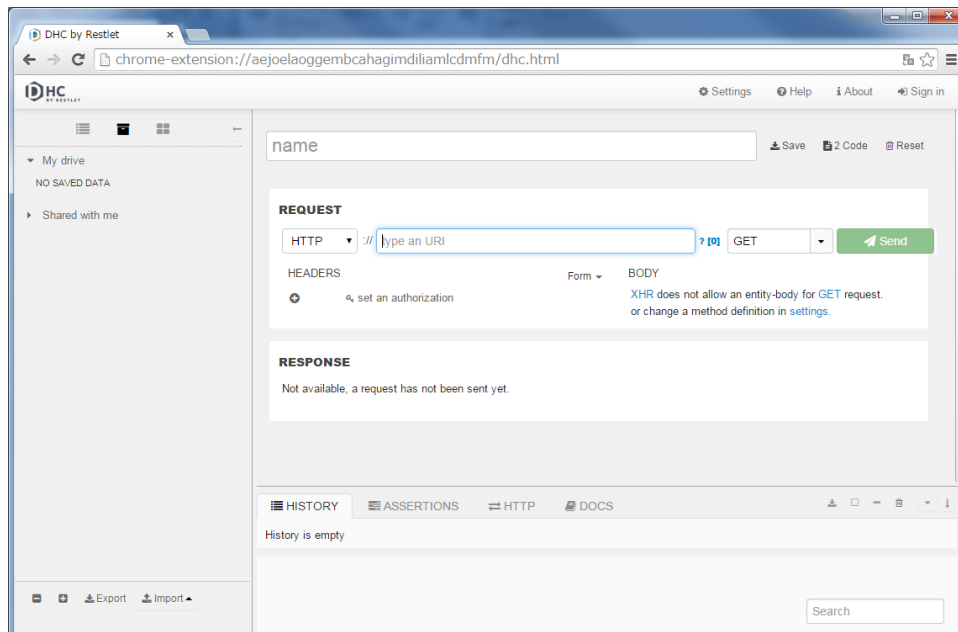 DHC by Restlet
chrome-extension://aejoelaoggembcahagimdiliamlcdmfm/dhc.html
DHC
BY RESTLET
Settings
Help
About
Sign in
My drive
NO SAVED DATA
Shared with me
name
Save
2 Code
Reset
REQUEST
HTTP
://
type an URI
? [0]
GET
Send
HEADERS
Form
BODY
set an authorization
XHR does not allow an entity-body for GET request.
or change a method definition in settings.
RESPONSE
Not available, a request has not been sent yet.
HISTORY
ASSERTIONS
HTTP
DOCS
History is empty
Export
Import
Search